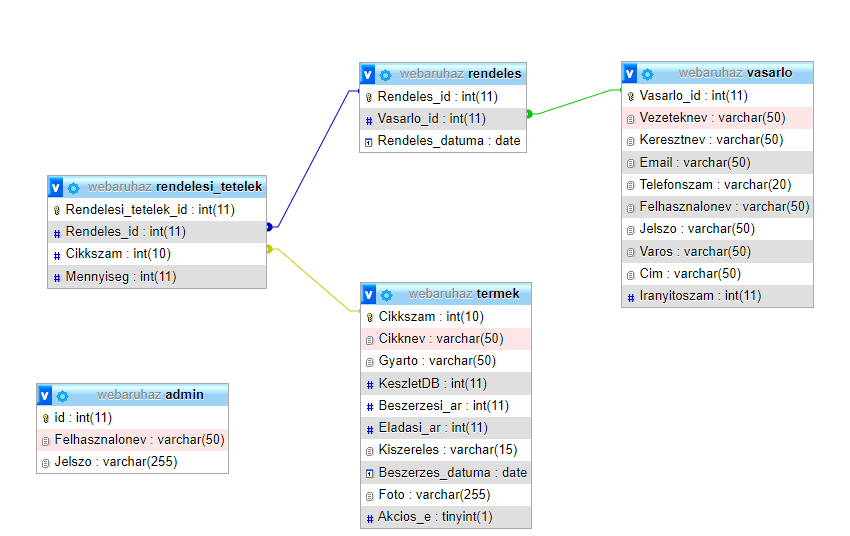 webaruhaz rendeles
Rendeles_id : int(11)
Vasarlo_id : int(11)
Rendeles_datuma : date
webaruhaz vasarlo
Vasarlo_id : int(11)
Vezeteknev : varchar(50)
Keresztnev : varchar(50)
Email : varchar(50)
Telefonszam : varchar(20)
Felhasznalonev : varchar(50)
Jelszo : varchar(50)
Varos : varchar(50)
Cim : varchar(50)
Iranyitoszam : int(11)
webaruhaz rendelesi_tetelek
Rendelesi_tetelek_id : int(11)
Rendeles_id : int(11)
Cikkszam : int(10)
Mennyiseg : int(11)
webaruhaz termek
Cikkszam : int(10)
Cikknev : varchar(50)
Gyarto : varchar(50)
KeszletDB : int(11)
Beszerzesi_ar : int(11)
Eladasi_ar : int(11)
Kiszereles : varchar(15)
Beszerzes_datuma : date
Foto : varchar(255)
Akcios_e : tinyint(1)
webaruhaz admin
id : int(11)
Felhasznalonev : varchar(50)
Jelszo : varchar(255)